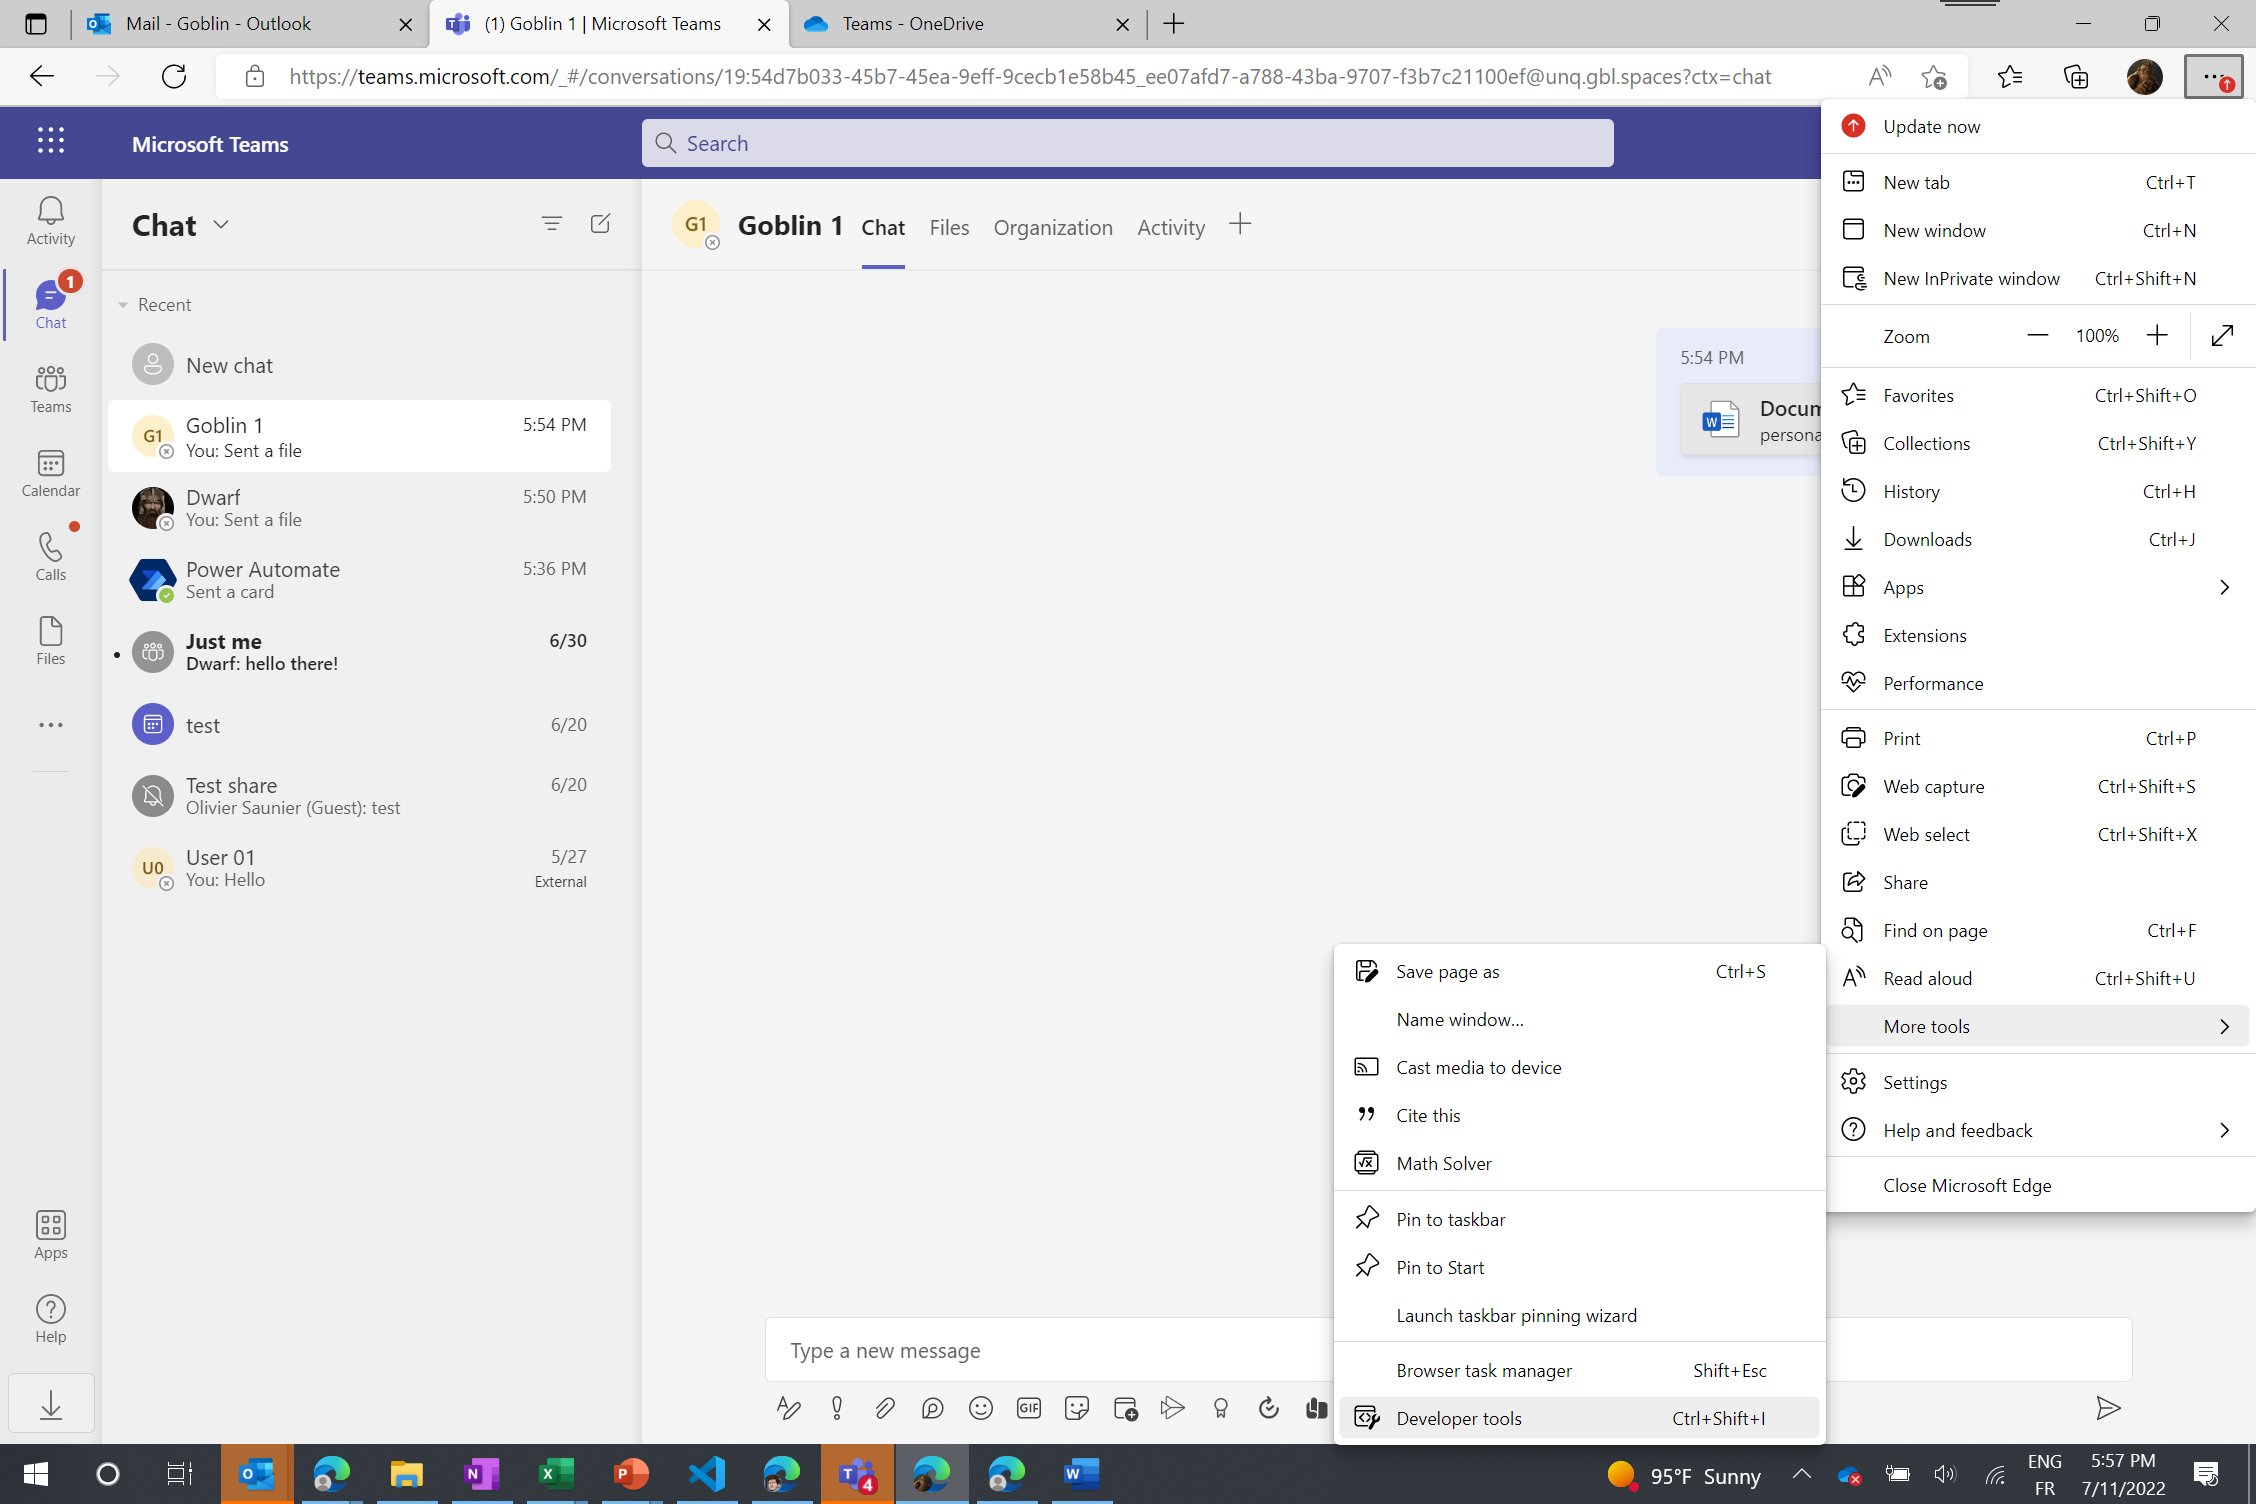 Mail - Goblin - Outlook
(1) Goblin 1 | Microsoft Teams
Teams - OneDrive
https://teams.microsoft.com/_#/conversations/19:54d7b033-45b7-45ea-9eff-9cecb1e58b45_ee07afd7-a788-43ba-9707-f3b7c21100ef@unq.gbl.spaces?ctx=chat
Microsoft Teams
Search
Activity
1
Chat
Teams
Calendar
Calls
Files
Apps
Help
Chat
Recent
New chat
G1
Goblin 1 5:54 PM
You: Sent a file
Dwarf 5:50 PM
You: Sent a file
Power Automate 5:36 PM
Sent a card
Just me 6/30
Dwarf: hello there!
test 6/20
Test share 6/20
Olivier Saunier (Guest): test
U0
User 01 5/27
You: Hello External
G1
Goblin 1 Chat Files Organization Activity
5:54 PM
Docum
persona
Type a new message
GIF
Update now
New tab Ctrl+T
New window Ctrl+N
New InPrivate window Ctrl+Shift+N
Zoom 100%
Favorites Ctrl+Shift+O
Collections Ctrl+Shift+Y
History Ctrl+H
Downloads Ctrl+J
Apps
Extensions
Performance
Print Ctrl+P
Web capture Ctrl+Shift+S
Web select Ctrl+Shift+X
Share
Find on page Ctrl+F
Read aloud Ctrl+Shift+U
More tools
Settings
Help and feedback
Close Microsoft Edge
Save page as Ctrl+S
Name window...
Cast media to device
Cite this
Math Solver
Pin to taskbar
Pin to Start
Launch taskbar pinning wizard
Browser task manager Shift+Esc
Developer tools Ctrl+Shift+I
4
95°F Sunny
ENG
FR
5:57 PM
7/11/2022